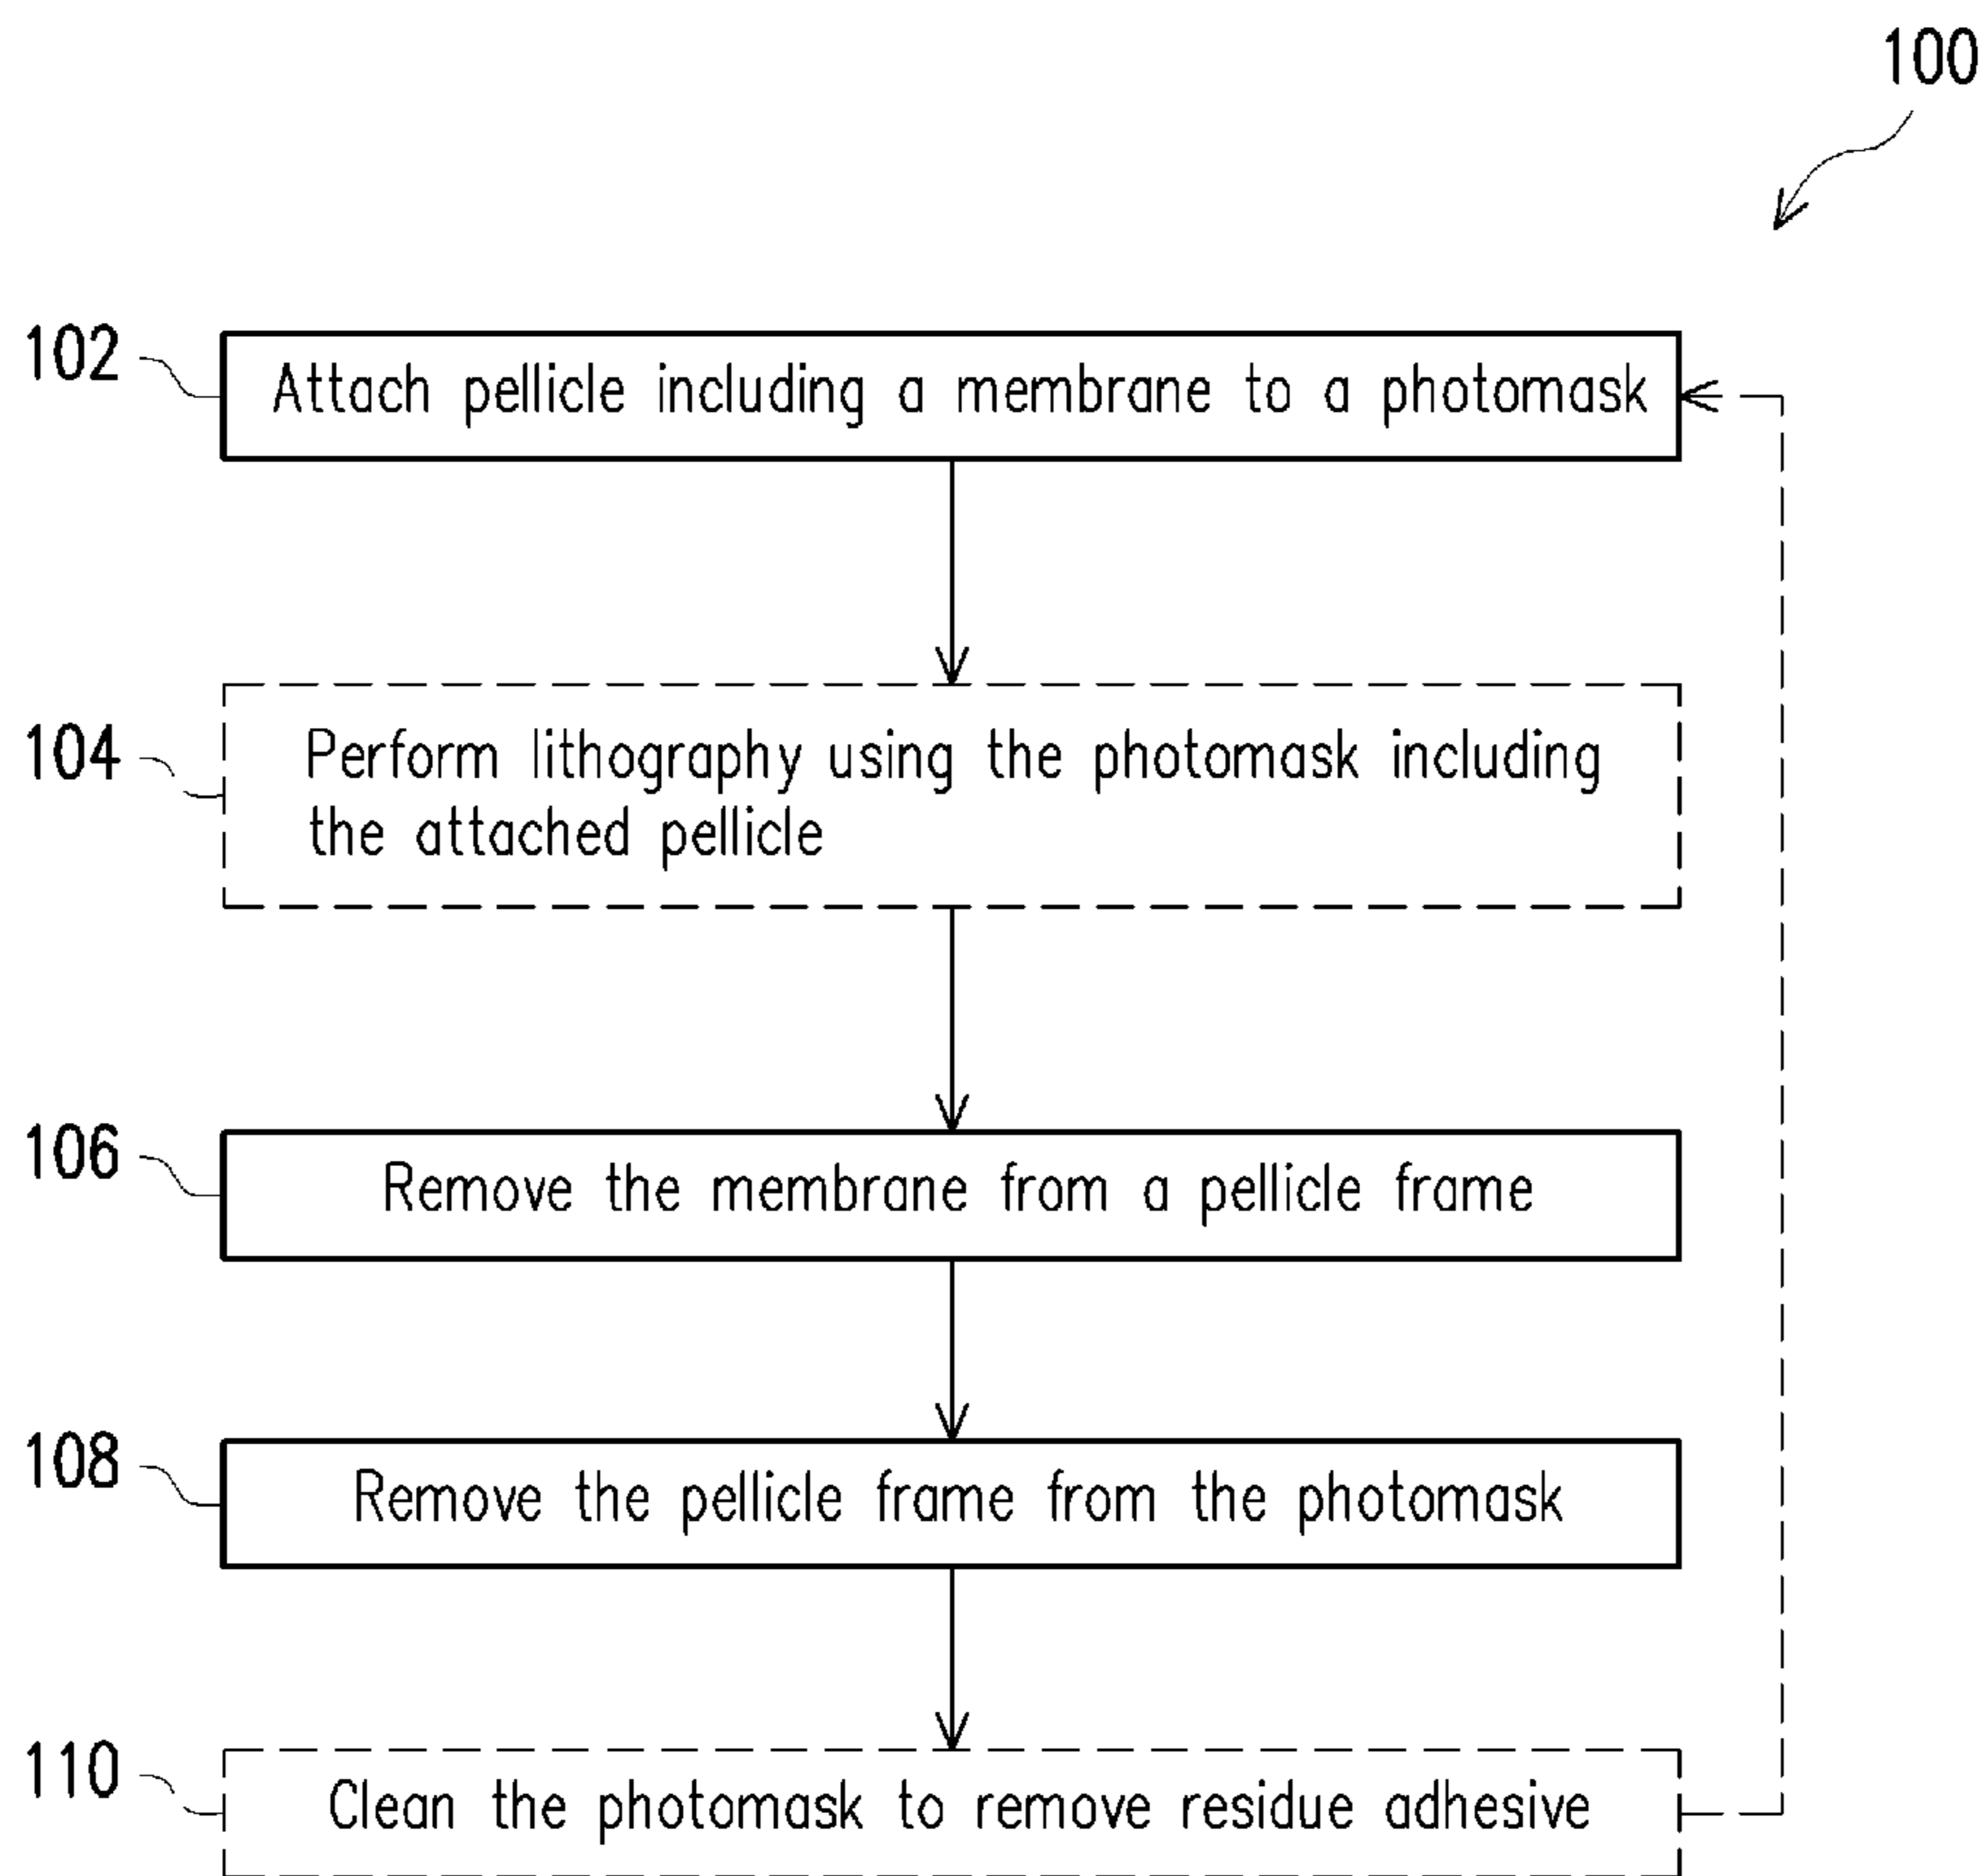 100
102
Attach pellicle including a membrane to a photomask
104
Perform lithography using the photomask including
the attached pellicle
106
Remove the membrane from a pellicle frame
108
Remove the pellicle frame from the photomask
110
Clean the photomask to remove residue adhesive